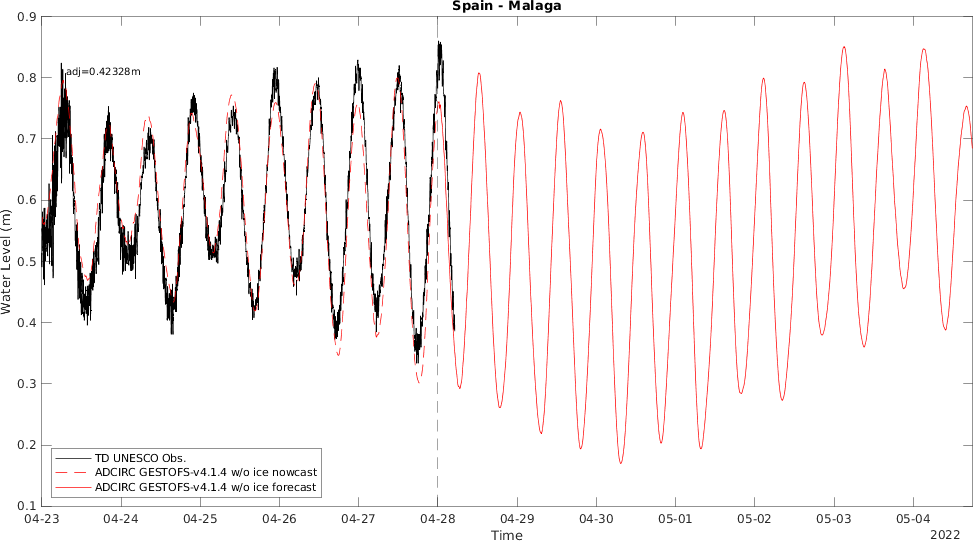 Spain - Malaga
adj=0.42328m
0.9
0.8
0.7
0.6
0.5
0.4
0.3
0.2
0.1
Water Level (m)
TD UNESCO Obs.
ADCIRC GESTOFS-v4.1.4 w/o ice nowcast
ADCIRC GESTOFS-v4.1.4 w/o ice forecast
04-23 04-24 04-25 04-26 04-27 04-28 04-29 04-30 05-01 05-02 05-03 05-04
Time
2022